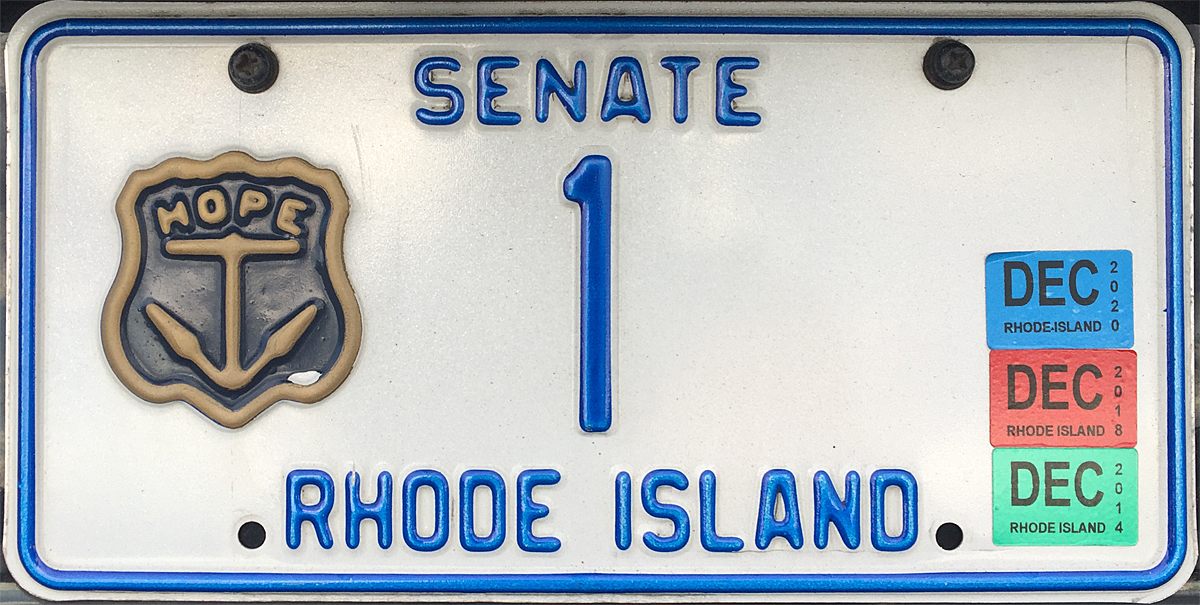 SENATE
HOPE
1
DEC 2020
RHODE-ISLAND
DEC 2018
RHODE ISLAND
DEC 2014
RHODE ISLAND
RHODE ISLAND